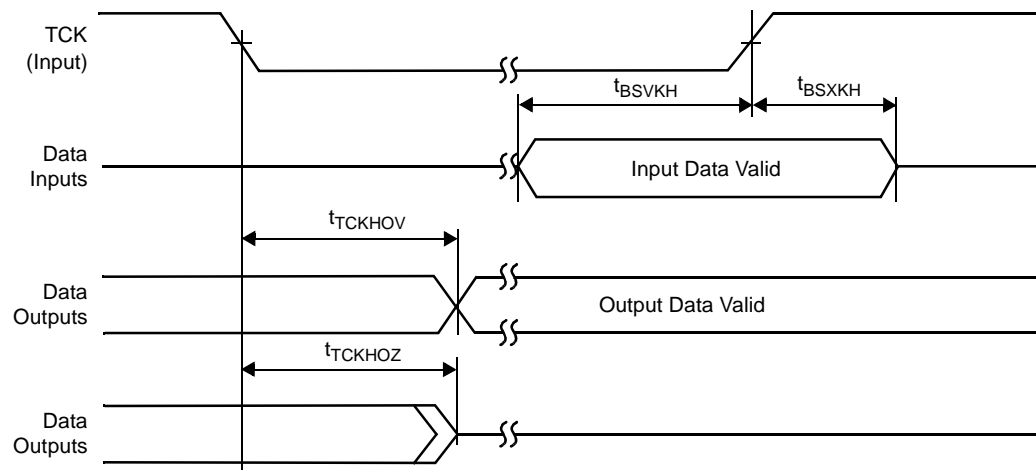 TCK
(Input)
tBSVKH
tBSXKH
Data
Inputs
Input Data Valid
tTCKHOV
Data
Outputs
Output Data Valid
tTCKHOZ
Data
Outputs